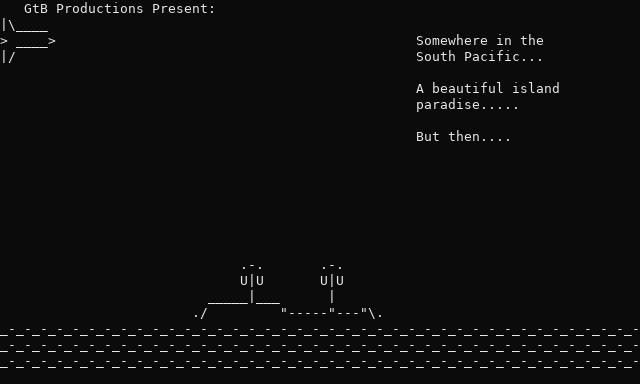 GtB Productions Present:
Somewhere in the
South Pacific...
A beautiful island
paradise.....
But then....